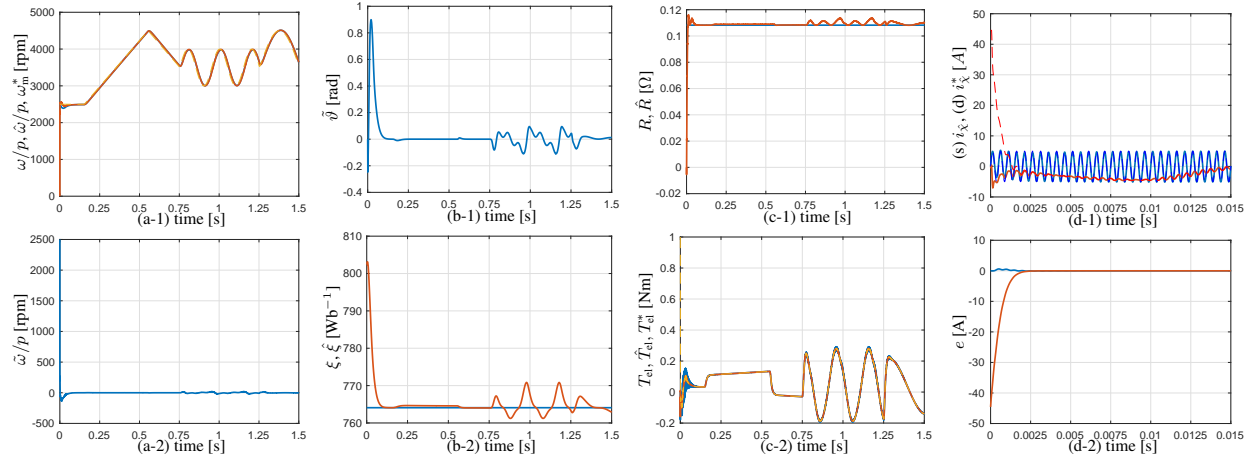 5000
4000
3000
2000
1000
0
0 0.25 0.5 0.75 1 1.25 1.5
ω/p, ω̂/p, ω*ₘ [rpm]
(a-1) time [s]
1
0.8
0.6
0.4
0.2
0
-0.2
-0.4
0 0.25 0.5 0.75 1 1.25 1.5
ϑ̃ [rad]
(b-1) time [s]
0.12
0.1
0.08
0.06
0.04
0.02
0
-0.02
0 0.25 0.5 0.75 1 1.25 1.5
R, R̂ [Ω]
(c-1) time [s]
50
40
30
20
10
0
-10
0 0.0025 0.005 0.0075 0.01 0.0125 0.015
(s) i_χ̂, (d) i*_χ̂ [A]
(d-1) time [s]
2500
2000
1500
1000
500
0
-500
0 0.25 0.5 0.75 1 1.25 1.5
ω̃/p [rpm]
(a-2) time [s]
810
800
790
780
770
760
0 0.25 0.5 0.75 1 1.25 1.5
ξ, ξ̂ [Wb⁻¹]
(b-2) time [s]
1
0.8
0.6
0.4
0.2
0
-0.2
0 0.25 0.5 0.75 1 1.25 1.5
T_el, T̂_el, T*_el [Nm]
(c-2) time [s]
10
0
-10
-20
-30
-40
-50
0 0.0025 0.005 0.0075 0.01 0.0125 0.015
e [A]
(d-2) time [s]